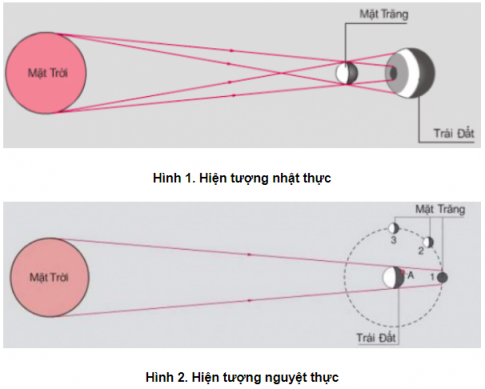 Mặt Trăng
Mặt Trời
Trái Đất
Hình 1. Hiện tượng nhật thực
Mặt Trăng
3
2
Mặt Trời
A
1
Trái Đất
Hình 2. Hiện tượng nguyệt thực